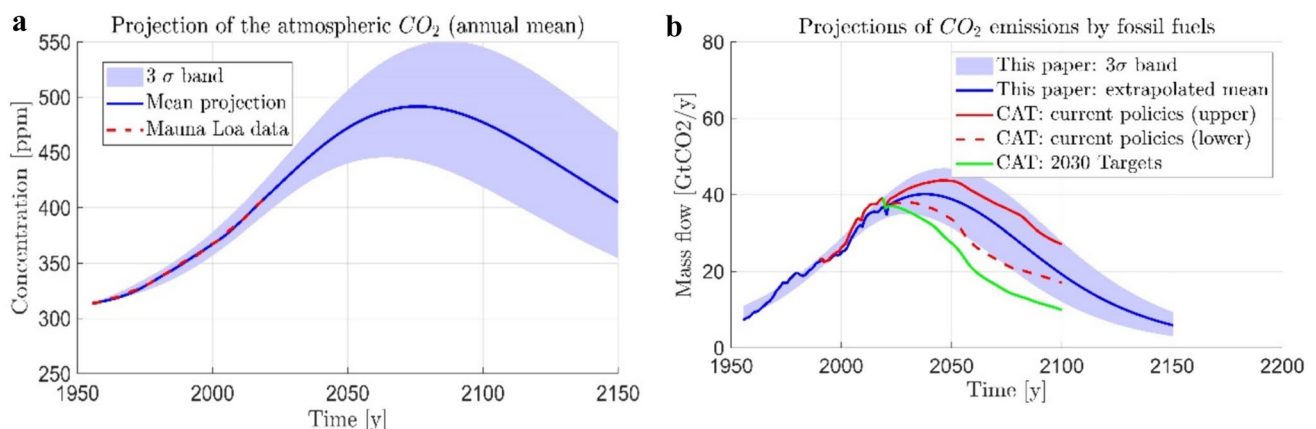 a
Projection of the atmospheric CO2 (annual mean)
550
500
450
400
350
300
250
Concentration [ppm]
3 σ band
Mean projection
Mauna Loa data
1950 2000 2050 2100 2150
Time [y]
b
Projections of CO2 emissions by fossil fuels
80
60
40
20
0
Mass flow [GtCO2/y]
This paper: 3σ band
This paper: extrapolated mean
CAT: current policies (upper)
CAT: current policies (lower)
CAT: 2030 Targets
1950 2000 2050 2100 2150 2200
Time [y]